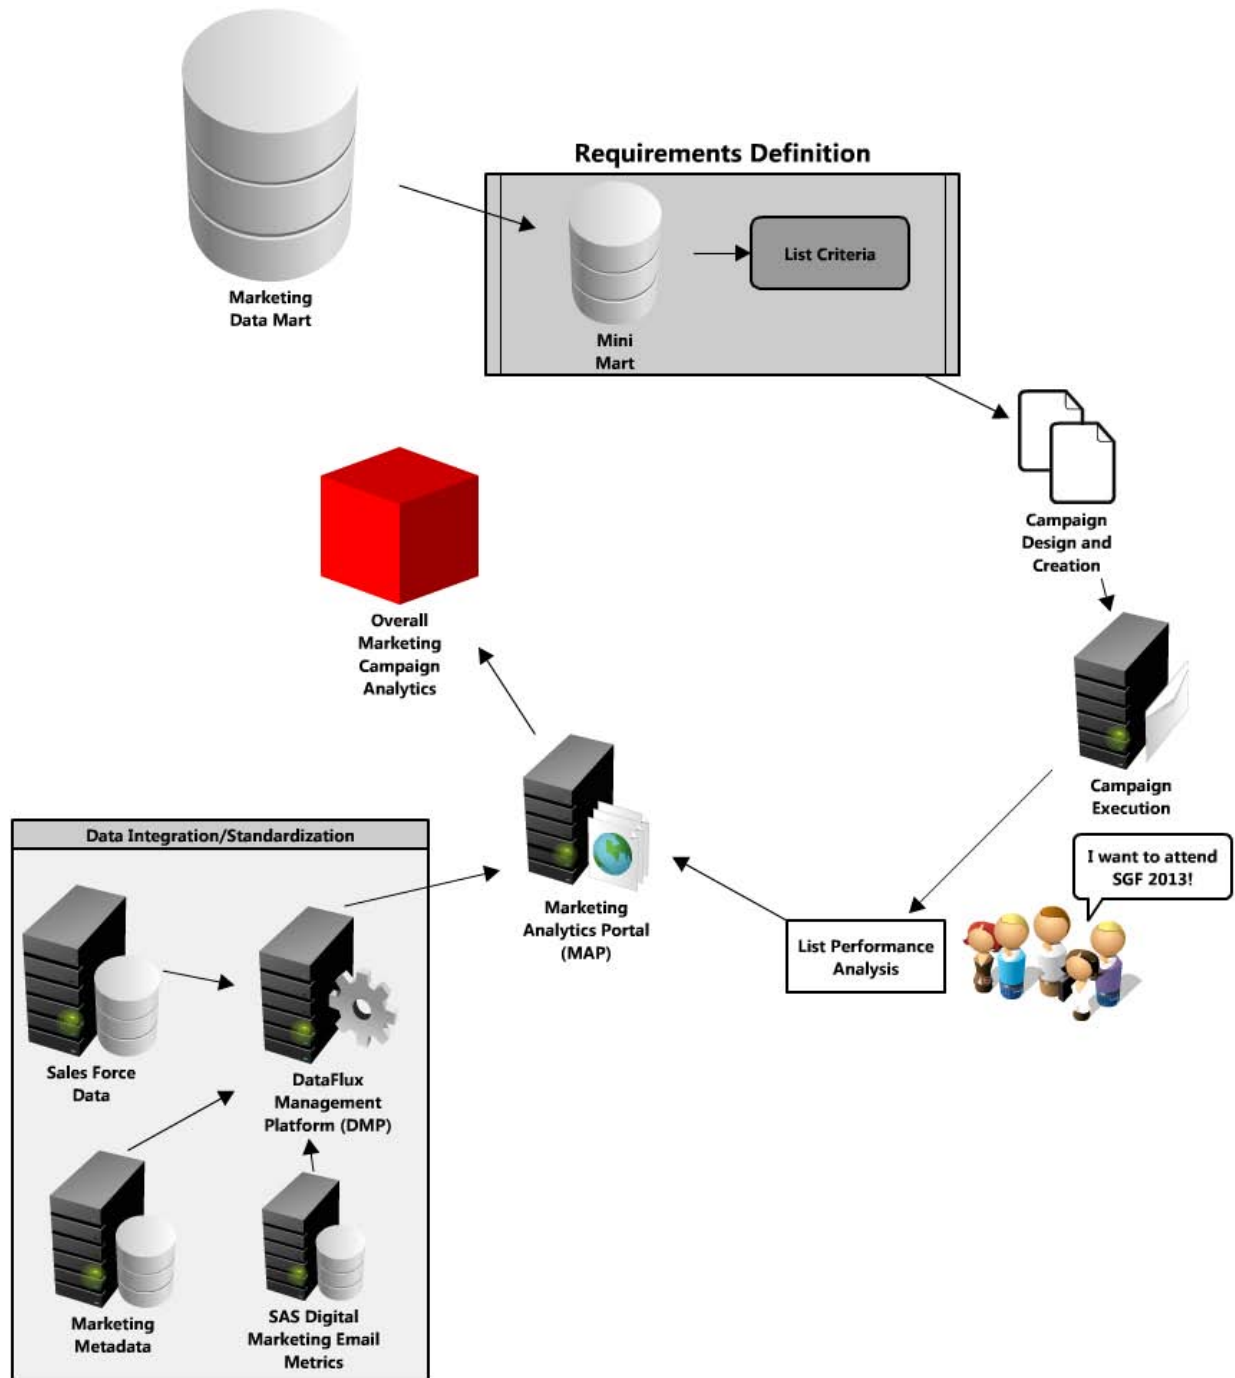 Marketing
Data Mart
Requirements Definition
List Criteria
Mini
Mart
Campaign
Design and
Creation
Campaign
Execution
I want to attend
SGF 2013!
List Performance
Analysis
Marketing
Analytics Portal
(MAP)
Overall
Marketing
Campaign
Analytics
Data Integration/Standardization
Sales Force
Data
DataFlux
Management
Platform (DMP)
Marketing
Metadata
SAS Digital
Marketing Email
Metrics